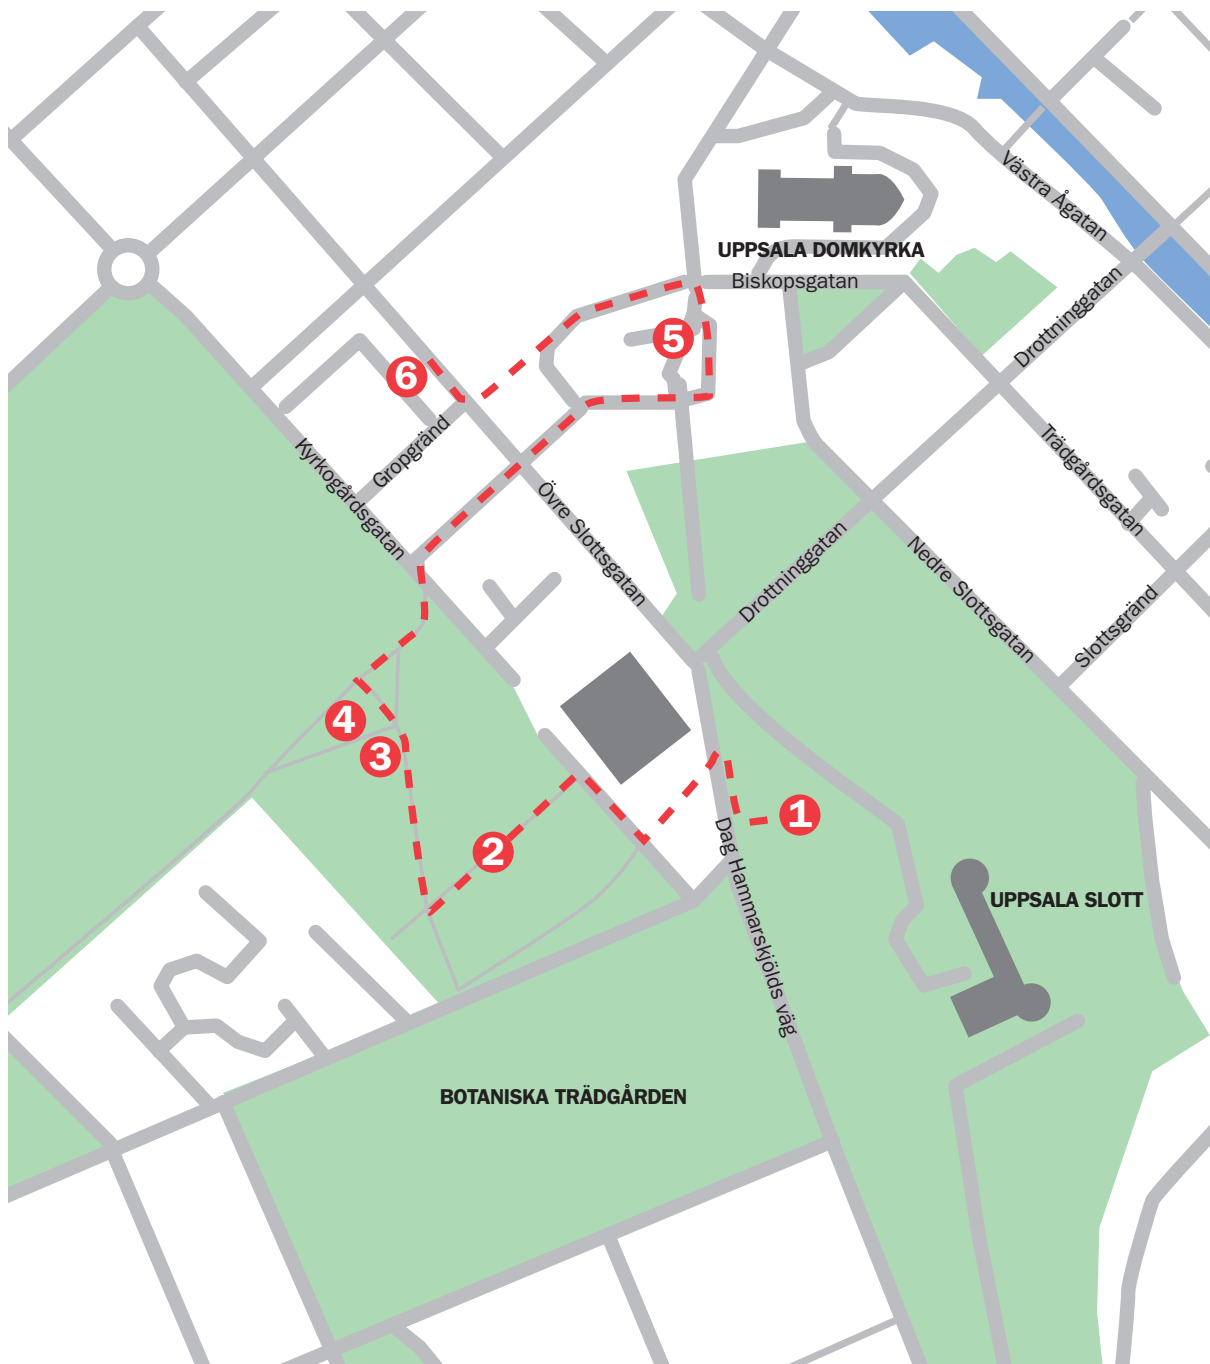 Västra Ågatan
UPPSALA DOMKYRKA
Biskopsgatan
Drottninggatan
5
6
Gropgränd
Kyrkogårdsgatan
Trädgårdsgatan
Övre Slottsgatan
Drottninggatan
Nedre Slottsgatan
Slottsgränd
4
3
1
2
Dag Hammarskjölds väg
UPPSALA SLOTT
BOTANISKA TRÄDGÅRDEN